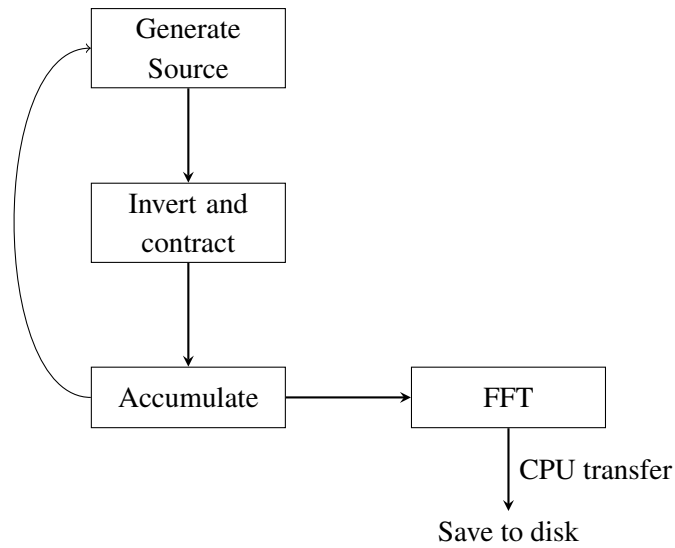 Generate
Source
Invert and
contract
Accumulate
FFT
CPU transfer
Save to disk